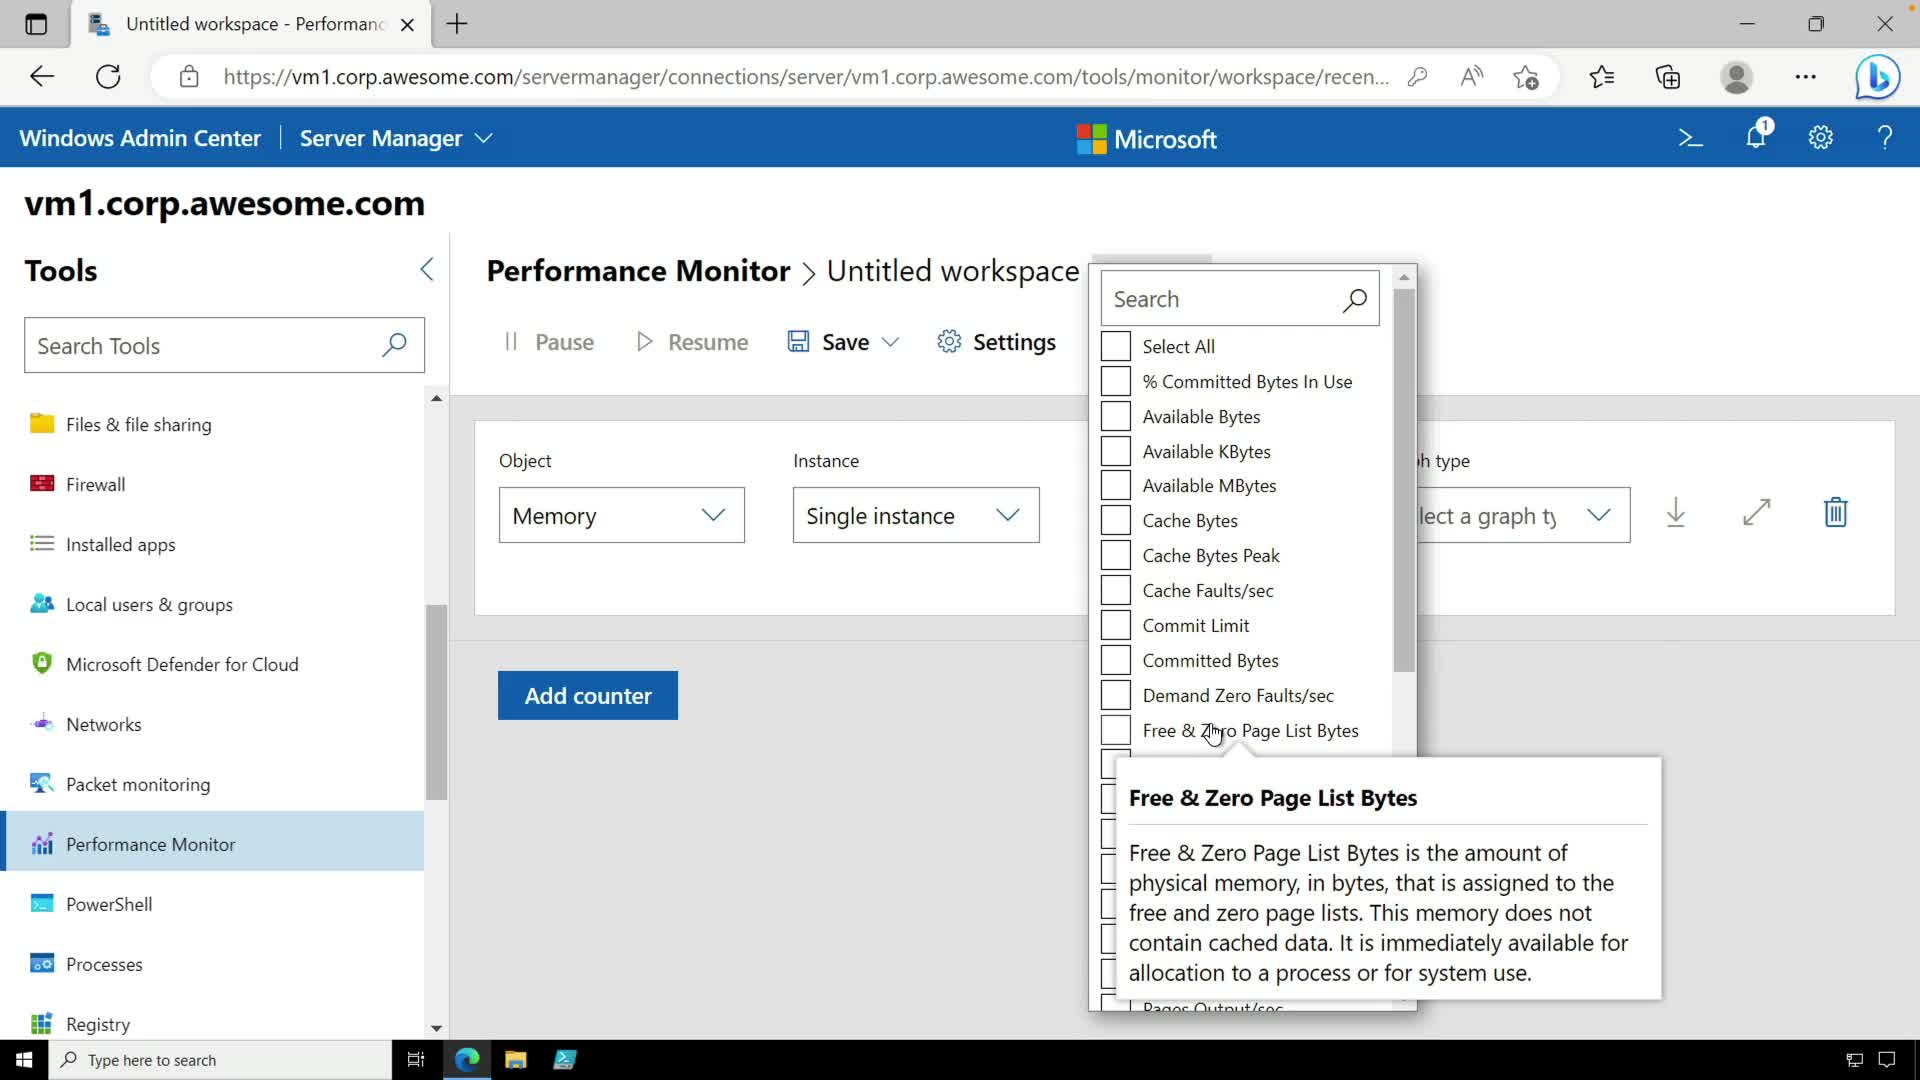 Untitled workspace - Performanc
https://vm1.corp.awesome.com/servermanager/connections/server/vm1.corp.awesome.com/tools/monitor/workspace/recen...
Windows Admin Center
Server Manager
Microsoft
1
vm1.corp.awesome.com
Tools
Search Tools
Files & file sharing
Firewall
Installed apps
Local users & groups
Microsoft Defender for Cloud
Networks
Packet monitoring
Performance Monitor
PowerShell
Processes
Registry
Performance Monitor > Untitled workspace
Pause
Resume
Save
Settings
Object
Instance
h type
Memory
Single instance
lect a graph ty
Add counter
Search
Select All
% Committed Bytes In Use
Available Bytes
Available KBytes
Available MBytes
Cache Bytes
Cache Bytes Peak
Cache Faults/sec
Commit Limit
Committed Bytes
Demand Zero Faults/sec
Free & Zero Page List Bytes
Free & Zero Page List Bytes
Free & Zero Page List Bytes is the amount of
physical memory, in bytes, that is assigned to the
free and zero page lists. This memory does not
contain cached data. It is immediately available for
allocation to a process or for system use.
Pages Output/sec
Type here to search